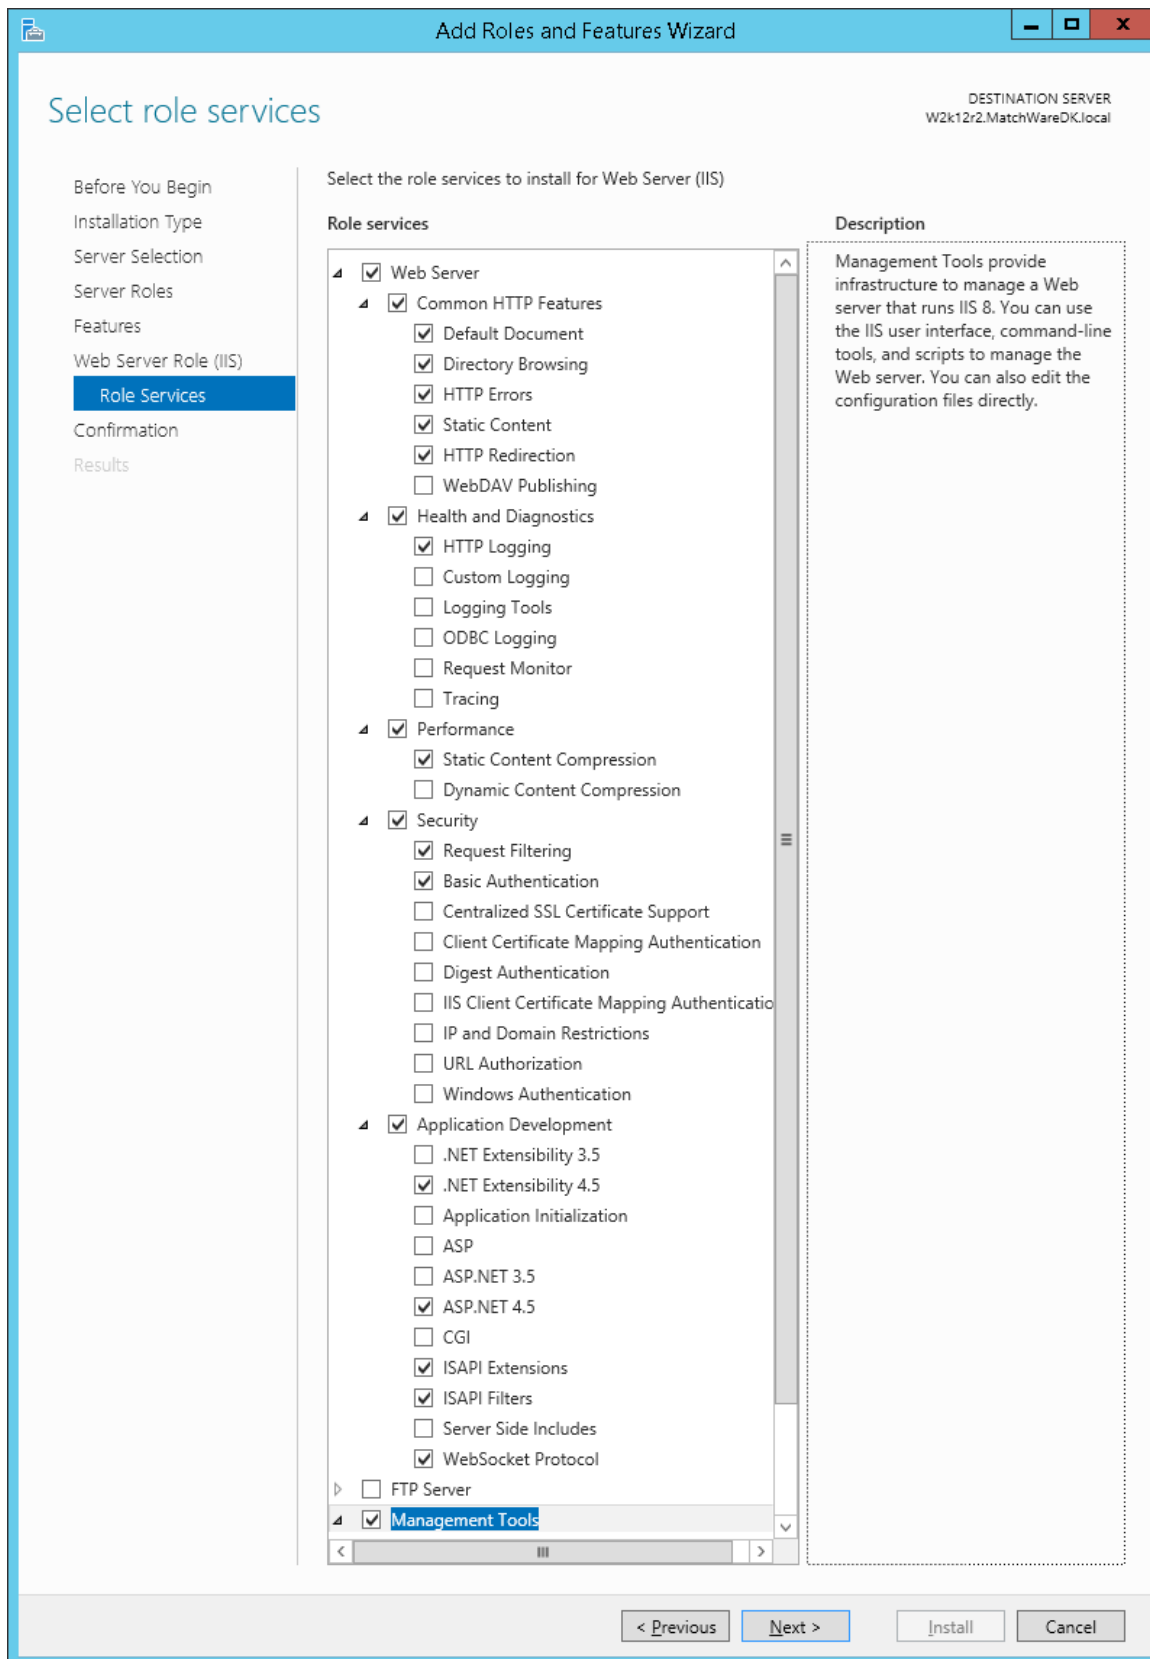 Add Roles and Features Wizard
Select role services
DESTINATION SERVER
W2k12r2.MatchWareDK.local
Before You Begin
Installation Type
Server Selection
Server Roles
Features
Web Server Role (IIS)
Role Services
Confirmation
Results
Select the role services to install for Web Server (IIS)
Role services
Web Server
Common HTTP Features
Default Document
Directory Browsing
HTTP Errors
Static Content
HTTP Redirection
WebDAV Publishing
Health and Diagnostics
HTTP Logging
Custom Logging
Logging Tools
ODBC Logging
Request Monitor
Tracing
Performance
Static Content Compression
Dynamic Content Compression
Security
Request Filtering
Basic Authentication
Centralized SSL Certificate Support
Client Certificate Mapping Authentication
Digest Authentication
IIS Client Certificate Mapping Authenticatio
IP and Domain Restrictions
URL Authorization
Windows Authentication
Application Development
.NET Extensibility 3.5
.NET Extensibility 4.5
Application Initialization
ASP
ASP.NET 3.5
ASP.NET 4.5
CGI
ISAPI Extensions
ISAPI Filters
Server Side Includes
WebSocket Protocol
FTP Server
Management Tools
Description
Management Tools provide
infrastructure to manage a Web
server that runs IIS 8. You can use
the IIS user interface, command-line
tools, and scripts to manage the
Web server. You can also edit the
configuration files directly.
< Previous
Next >
Install
Cancel